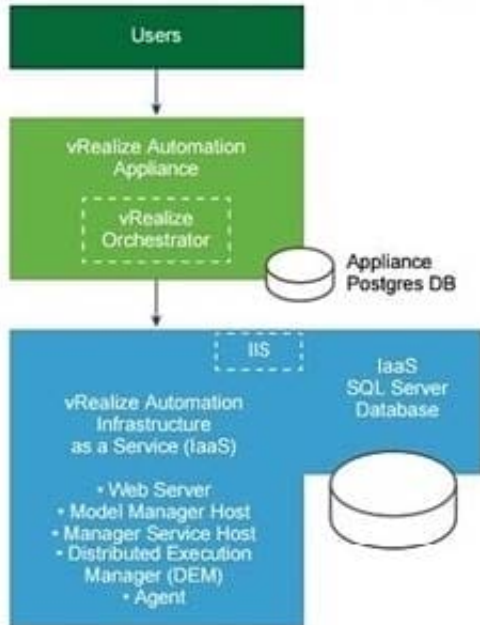 Users
vRealize Automation
Appliance
vRealize
Orchestrator
Appliance
Postgres DB
IIS
IaaS
SQL Server
Database
vRealize Automation
Infrastructure
as a Service (IaaS)
• Web Server
• Model Manager Host
• Manager Service Host
• Distributed Execution
Manager (DEM)
• Agent